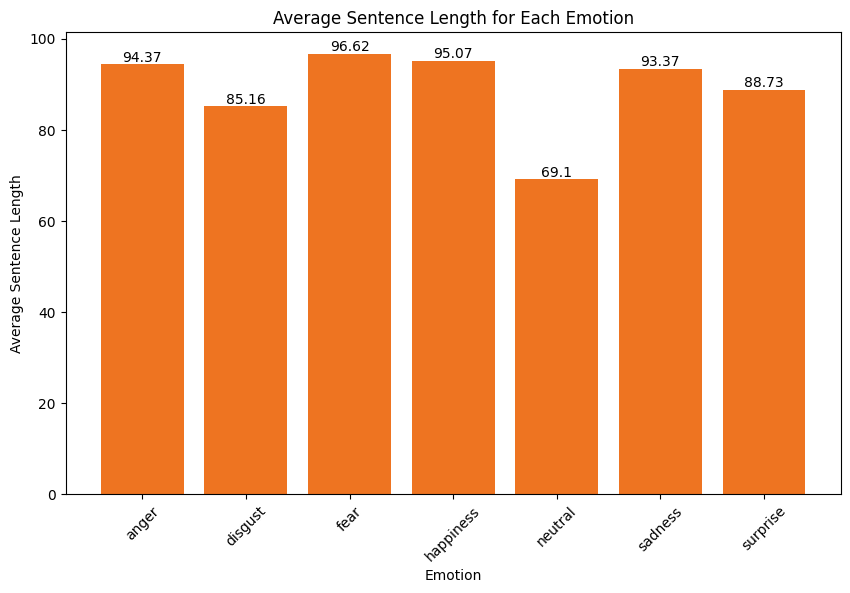 Average Sentence Length for Each Emotion
Average Sentence Length
100
80
60
40
20
0
94.37
85.16
96.62
95.07
69.1
93.37
88.73
anger
disgust
fear
happiness
neutral
sadness
surprise
Emotion